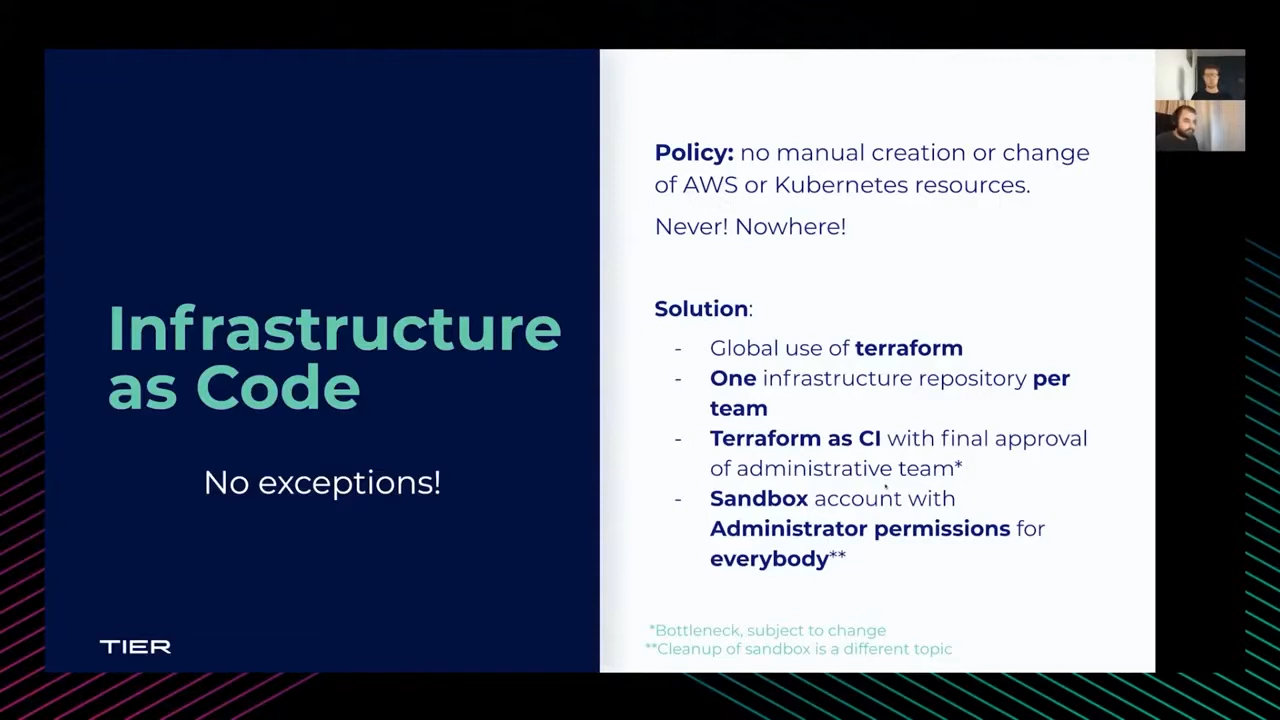 Infrastructure
as Code
No exceptions!
TIER
Policy: no manual creation or change
of AWS or Kubernetes resources.
Never! Nowhere!
Solution:
- Global use of terraform
- One infrastructure repository per
team
- Terraform as CI with final approval
of administrative team*
- Sandbox account with
Administrator permissions for
everybody**
*Bottleneck, subject to change
**Cleanup of sandbox is a different topic